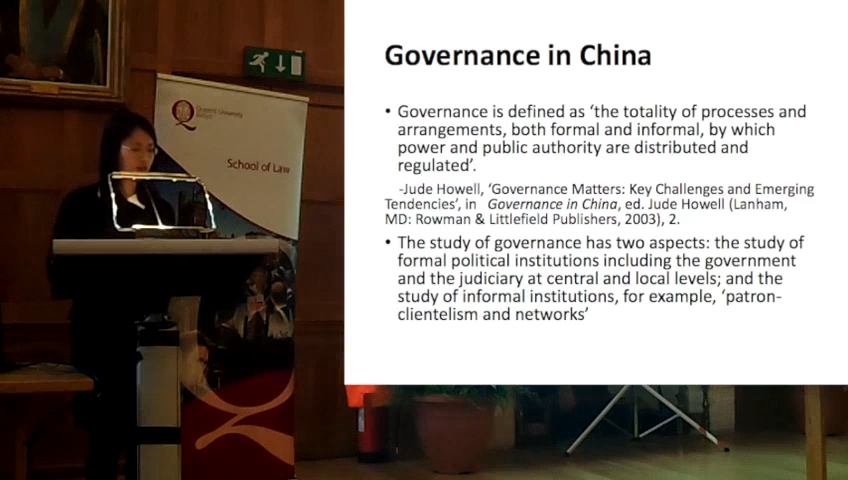 Queen's University
Belfast
School of Law
Governance in China
• Governance is defined as ‘the totality of processes and
arrangements, both formal and informal, by which
power and public authority are distributed and
regulated’.
-Jude Howell, ‘Governance Matters: Key Challenges and Emerging
Tendencies’, in Governance in China, ed. Jude Howell (Lanham,
MD: Rowman & Littlefield Publishers, 2003), 2.
• The study of governance has two aspects: the study of
formal political institutions including the government
and the judiciary at central and local levels; and the
study of informal institutions, for example, ‘patron-
clientelism and networks’